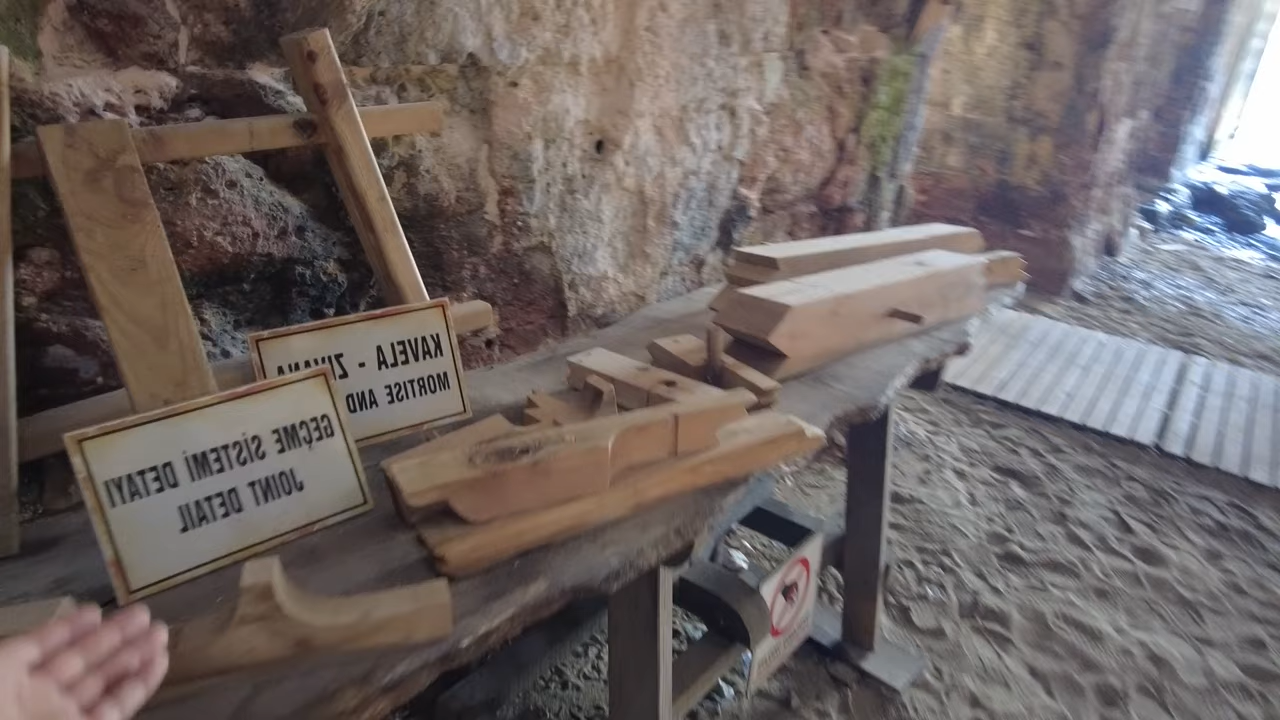 KAVELA - ZIVANA
MORTISE AND
GEÇME SİSTEMİ DETAYI
JOINT DETAIL